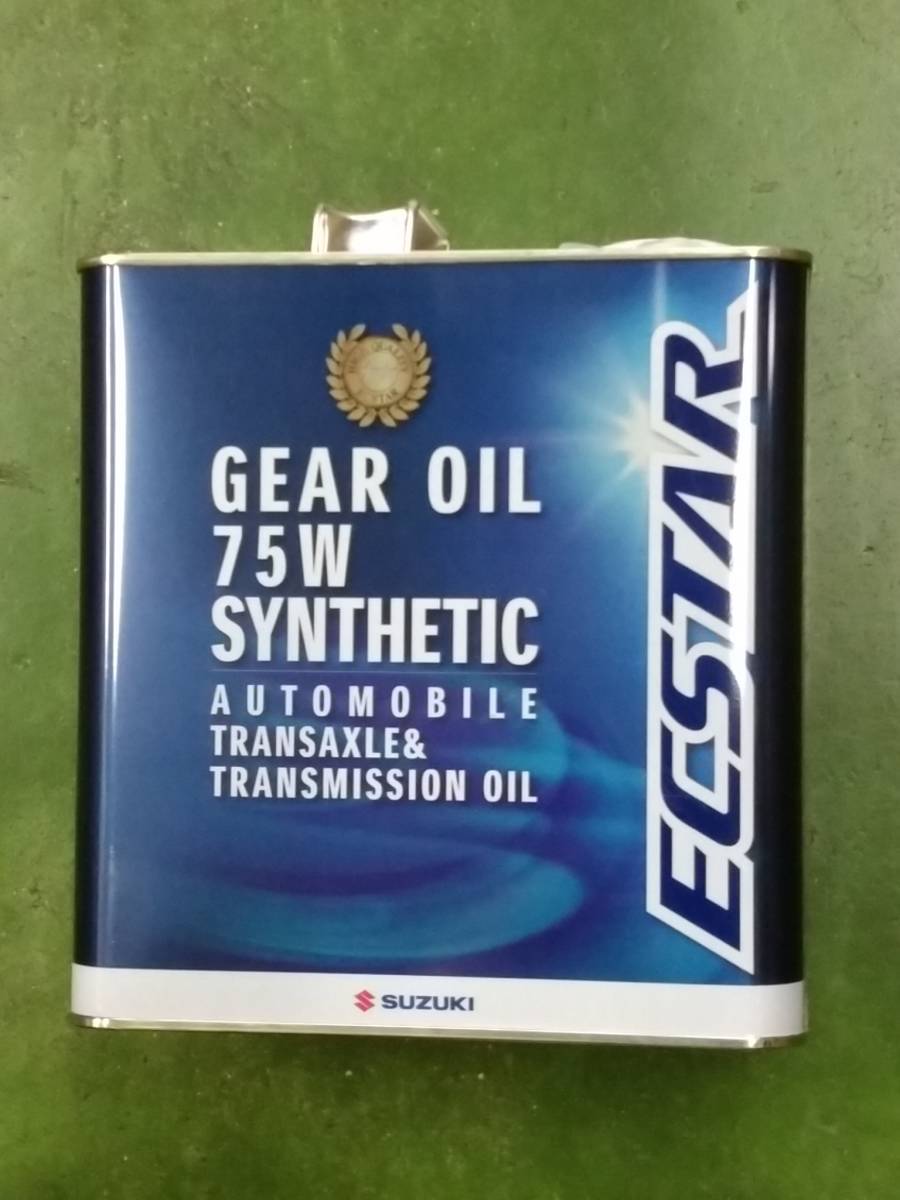 GEAR OIL
75W
SYNTHETIC
AUTOMOBILE
TRANSAXLE&
TRANSMISSION OIL
ECSTAR
SUZUKI